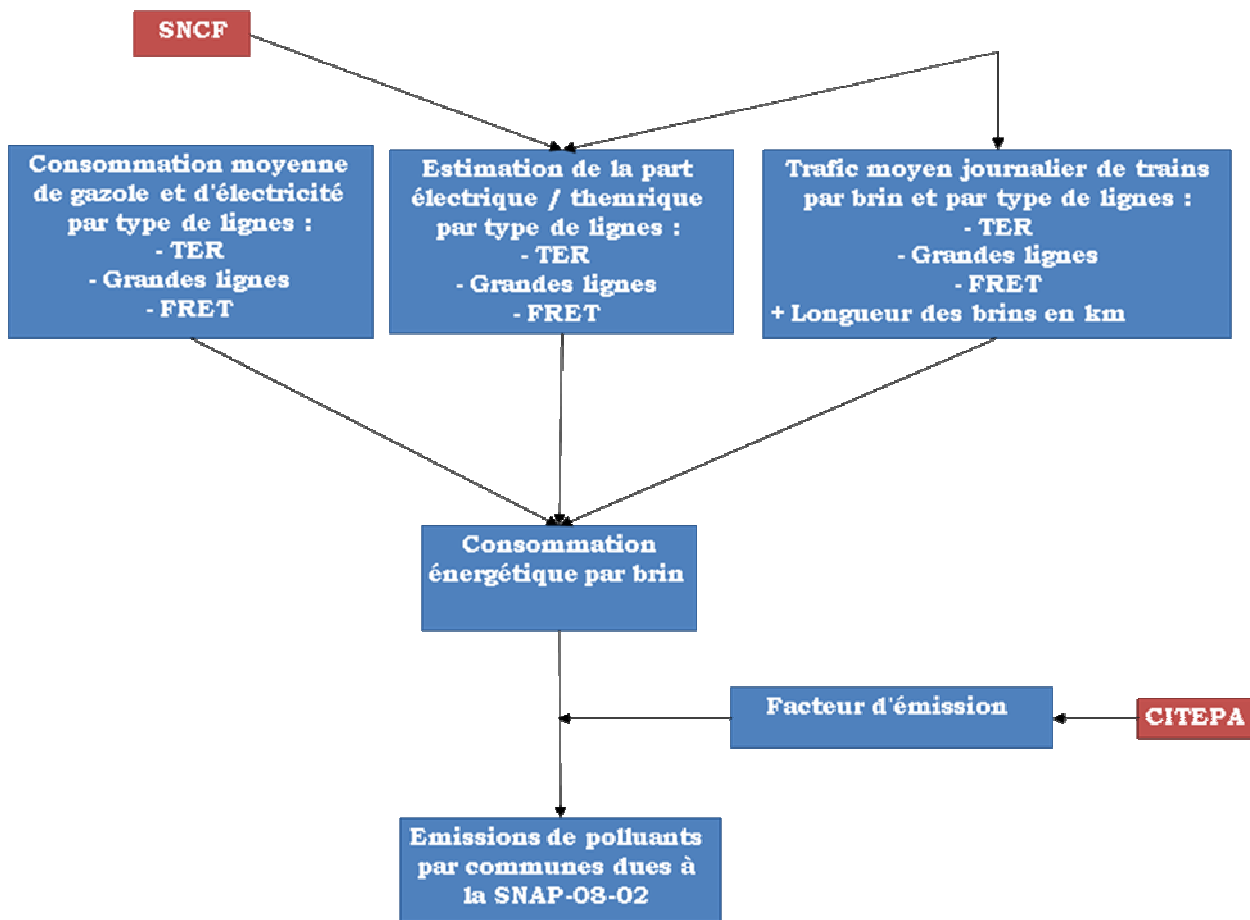 SNCF
Consommation moyenne
de gazole et d'électricité
par type de lignes :
- TER
- Grandes lignes
- FRET
Estimation de la part
électrique / themrique
par type de lignes :
- TER
- Grandes lignes
- FRET
Trafic moyen journalier de trains
par brin et par type de lignes :
- TER
- Grandes lignes
- FRET
+ Longueur des brins en km
Consommation
énergétique par brin
Facteur d'émission
CITEPA
Emissions de polluants
par communes dues à
la SNAP-08-02